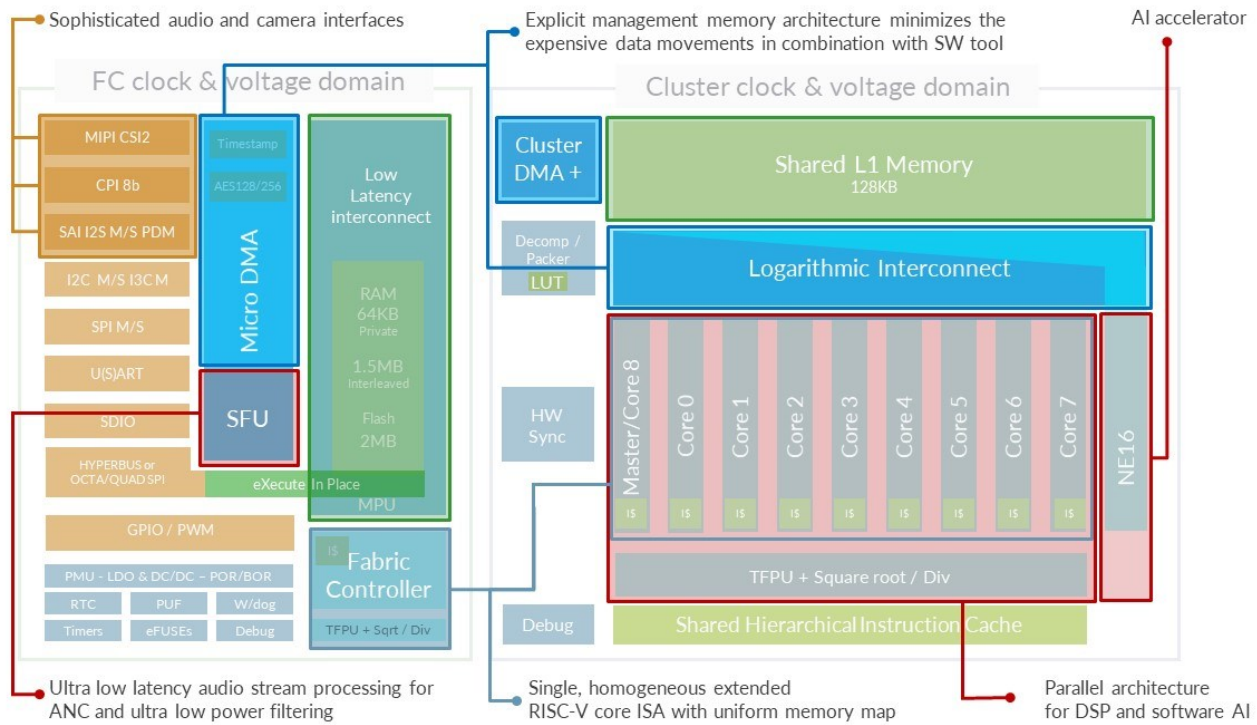 Sophisticated audio and camera interfaces
Explicit management memory architecture minimizes the
expensive data movements in combination with SW tool
AI accelerator
FC clock & voltage domain
MIPI CSI2
CPI 8b
SAI I2S M/S PDM
I2C M/S I3C M
SPI M/S
U(S)ART
SDIO
HYPERBUS or
OCTA/QUAD SPI
GPIO / PWM
PMU - LDO & DC/DC – POR/BOR
RTC
PUF
W/dog
Timers
eFUSEs
Debug
Timestamp
AES128/256
Micro DMA
SFU
eXecute In Place
Low
Latency
interconnect
RAM
64KB
Private
1.5MB
Interleaved
Flash
2MB
MPU
I$
Fabric
Controller
TFPU + Sqrt / Div
Cluster clock & voltage domain
Cluster
DMA +
Shared L1 Memory
128KB
Decomp /
Packer
LUT
Logarithmic Interconnect
HW
Sync
Master/Core 8
Core 0
Core 1
Core 2
Core 3
Core 4
Core 5
Core 6
Core 7
I$
I$
I$
I$
I$
I$
I$
I$
I$
NE16
TFPU + Square root / Div
Debug
Shared Hierarchical Instruction Cache
Ultra low latency audio stream processing for
ANC and ultra low power filtering
Single, homogeneous extended
RISC-V core ISA with uniform memory map
Parallel architecture
for DSP and software AI